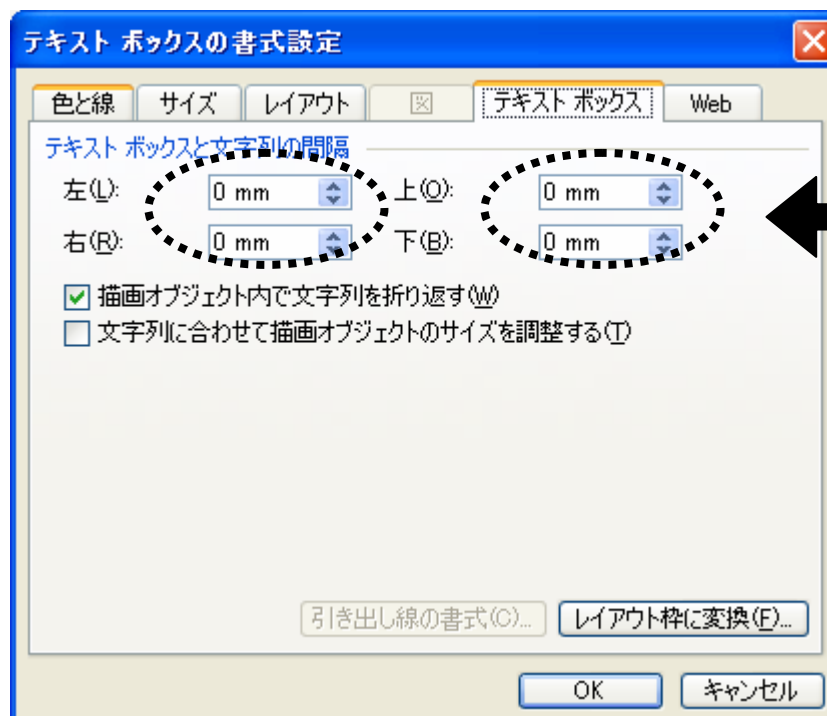 テキスト ボックスの書式設定
色と線 サイズ レイアウト 図 テキスト ボックス Web
テキスト ボックスと文字列の間隔
左(L): 0 mm 上(O): 0 mm
右(R): 0 mm 下(B): 0 mm
描画オブジェクト内で文字列を折り返す(W)
文字列に合わせて描画オブジェクトのサイズを調整する(T)
引き出し線の書式(C)... レイアウト枠に変換(F)...
OK キャンセル